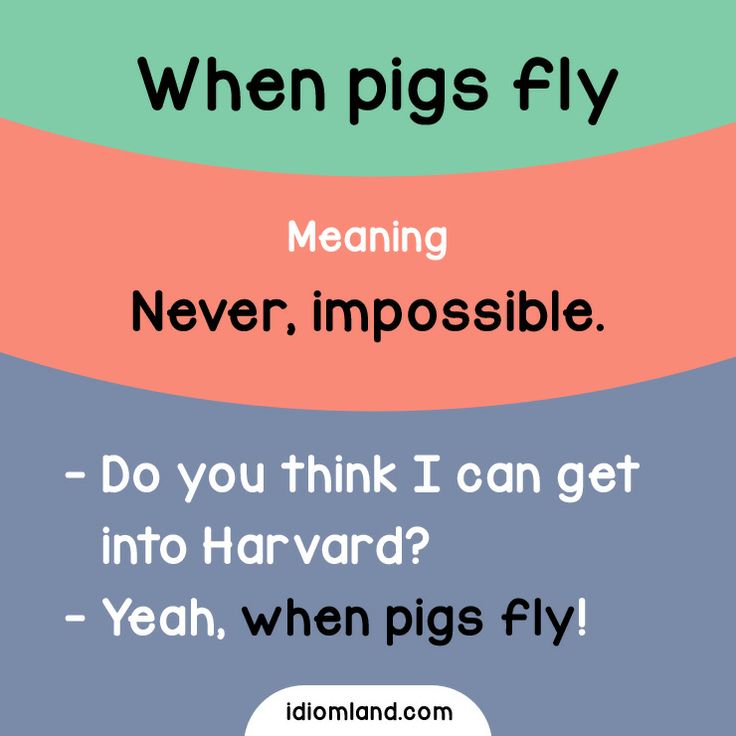 When pigs fly
Meaning
Never, impossible.
- Do you think I can get
into Harvard?
- Yeah, when pigs fly!
idiomland.com